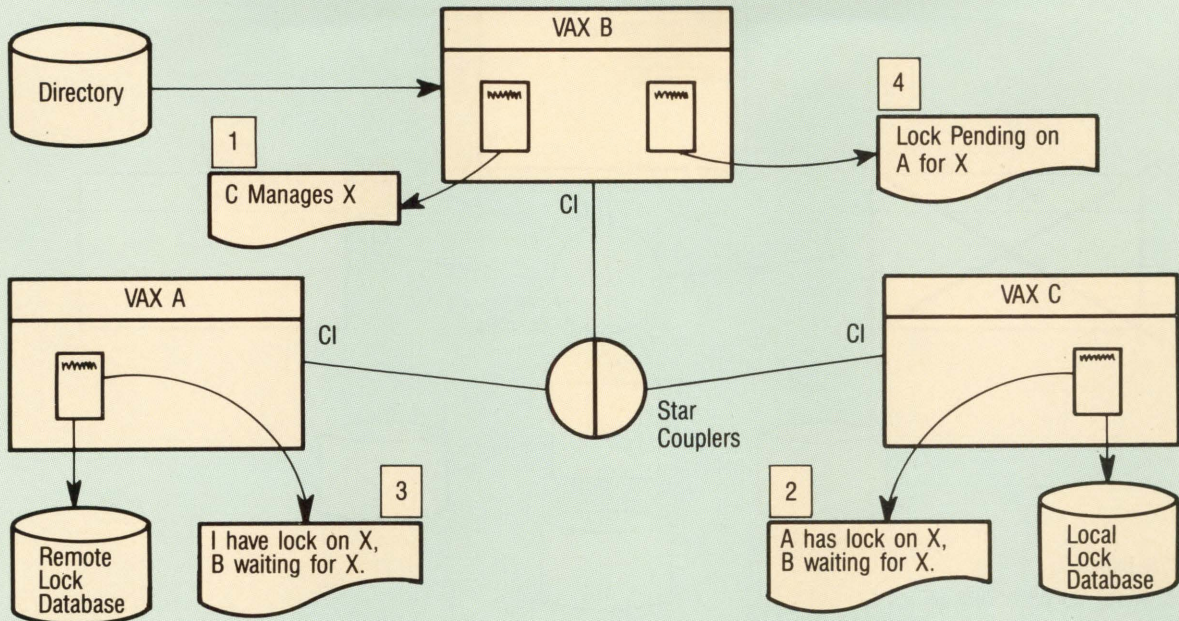 VAX B
Directory
4
1
Lock Pending on
A for X
C Manages X
CI
VAX A
VAX C
CI
CI
Star
Couplers
3
2
Remote
Lock
Database
I have lock on X,
B waiting for X.
A has lock on X,
B waiting for X.
Local
Lock
Database